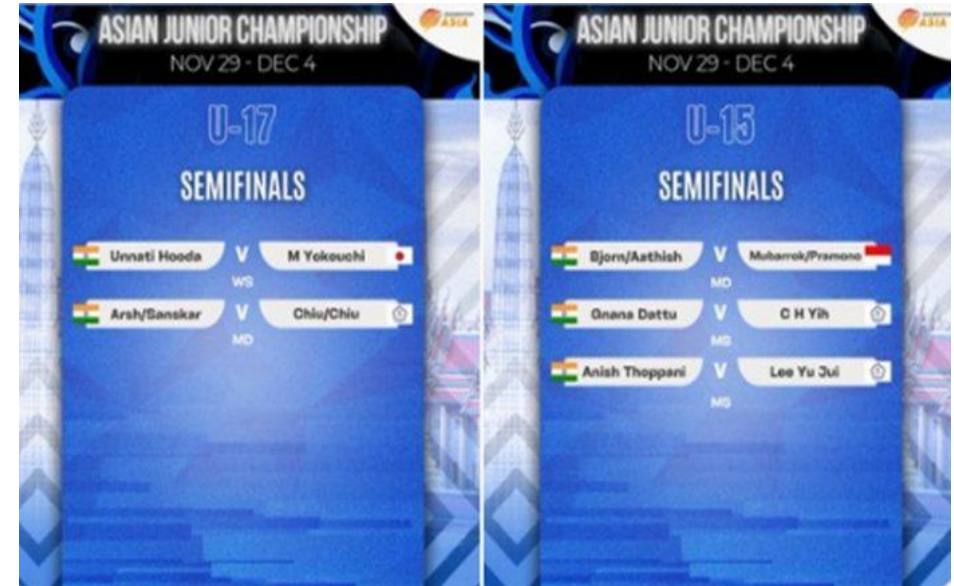 ASIAN JUNIOR CHAMPIONSHIP
NOV 29 - DEC 4
ASIA
U-17
SEMIFINALS
Unnati Hooda V M Yokouchi
WS
Arsh/Sanskar V Chiu/Chiu
MD
ASIAN JUNIOR CHAMPIONSHIP
NOV 29 - DEC 4
ASIA
U-15
SEMIFINALS
Bjorn/Aathish V Mubarrok/Pramono
MD
Gnana Dattu V C H Yih
MS
Anish Thoppani V Lee Yu Jui
MS